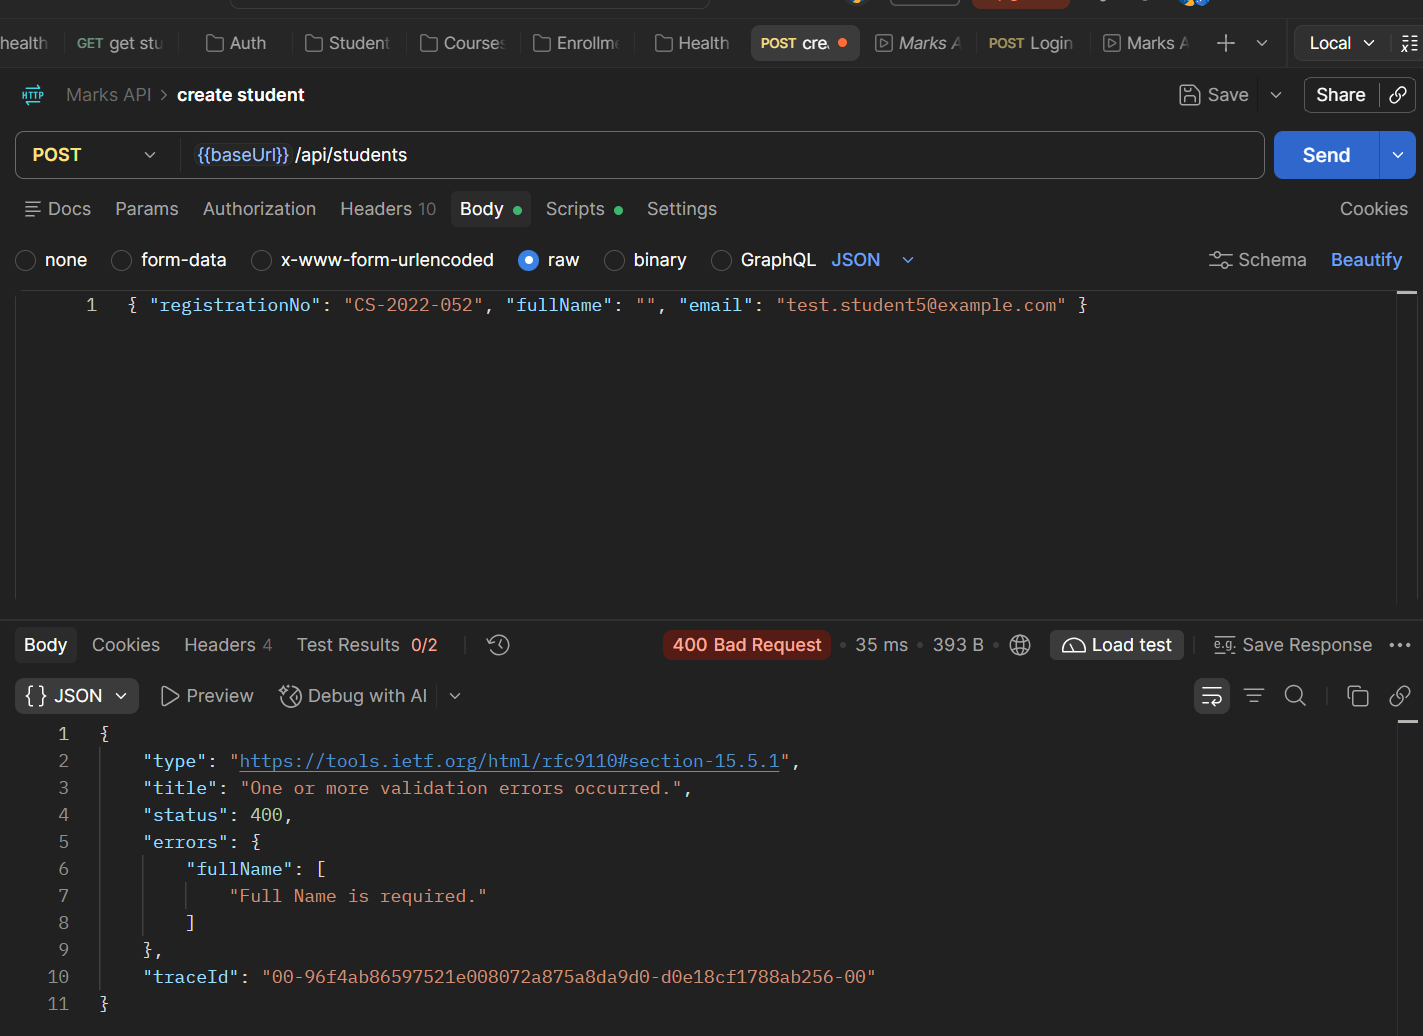 health GET get stu Auth Student Courses Enrollme Health POST cre. Marks A POST Login Marks A Local
HTTP Marks API > create student Save Share
POST {{baseUrl}} /api/students Send
Docs Params Authorization Headers 10 Body Scripts Settings Cookies
none form-data x-www-form-urlencoded raw binary GraphQL JSON Schema Beautify
1 { "registrationNo": "CS-2022-052", "fullName": "", "email": "test.student5@example.com" }
Body Cookies Headers 4 Test Results 0/2 400 Bad Request • 35 ms • 393 B • Load test e.g. Save Response
{} JSON Preview Debug with AI
1 {
2 "type": "https://tools.ietf.org/html/rfc9110#section-15.5.1",
3 "title": "One or more validation errors occurred.",
4 "status": 400,
5 "errors": {
6 "fullName": [
7 "Full Name is required."
8 ]
9 },
10 "traceId": "00-96f4ab86597521e008072a875a8da9d0-d0e18cf1788ab256-00"
11 }